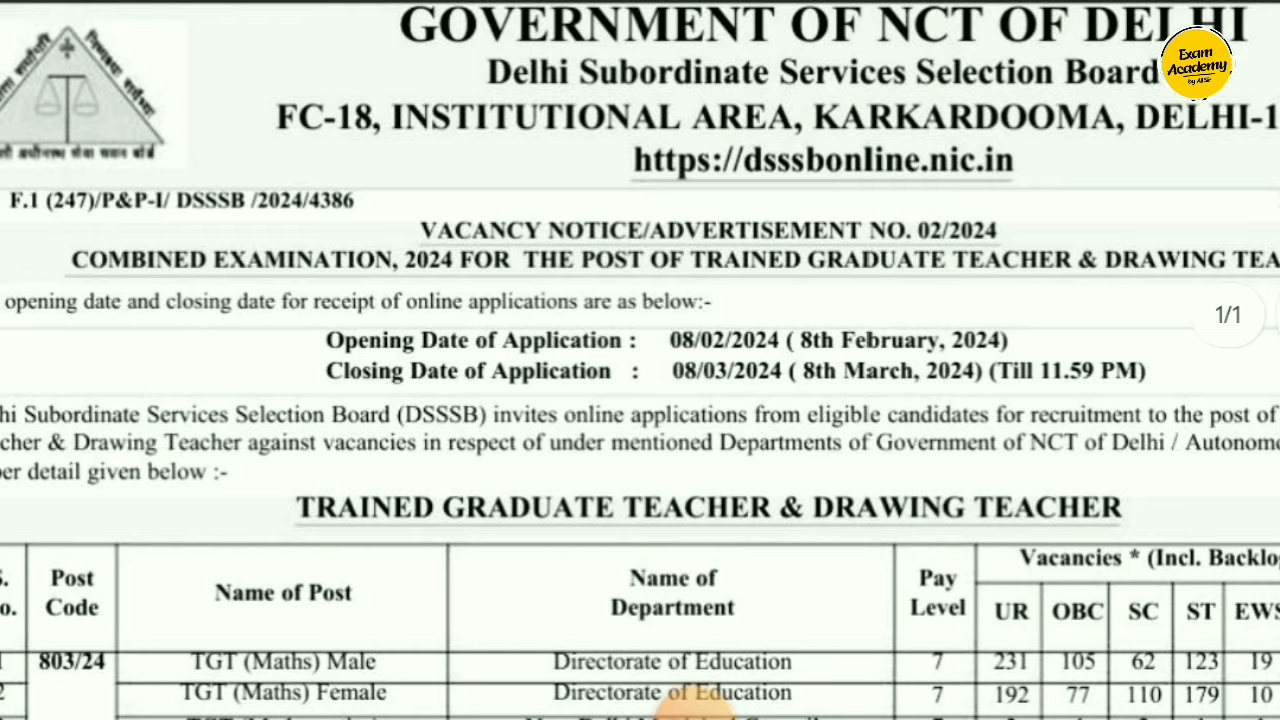 GOVERNMENT OF NCT OF DELHI
Exam
Academy
Delhi Subordinate Services Selection Board
FC-18, INSTITUTIONAL AREA, KARKARDOOMA, DELHI-1
https://dsssbonline.nic.in
F.1 (247)/P&P-I/ DSSSB /2024/4386
VACANCY NOTICE/ADVERTISEMENT NO. 02/2024
COMBINED EXAMINATION, 2024 FOR THE POST OF TRAINED GRADUATE TEACHER & DRAWING TEA
opening date and closing date for receipt of online applications are as below:-
1/1
Opening Date of Application : 08/02/2024 ( 8th February, 2024)
Closing Date of Application : 08/03/2024 ( 8th March, 2024) (Till 11.59 PM)
hi Subordinate Services Selection Board (DSSSB) invites online applications from eligible candidates for recruitment to the post of
cher & Drawing Teacher against vacancies in respect of under mentioned Departments of Government of NCT of Delhi / Autonomo
per detail given below :-
TRAINED GRADUATE TEACHER & DRAWING TEACHER
S. No. Post Code Name of Post Name of Department Pay Level Vacancies * (Incl. Backlog
UR OBC SC ST EWS
1 803/24 TGT (Maths) Male Directorate of Education 7 231 105 62 123 19
2 TGT (Maths) Female Directorate of Education 7 192 77 110 179 10